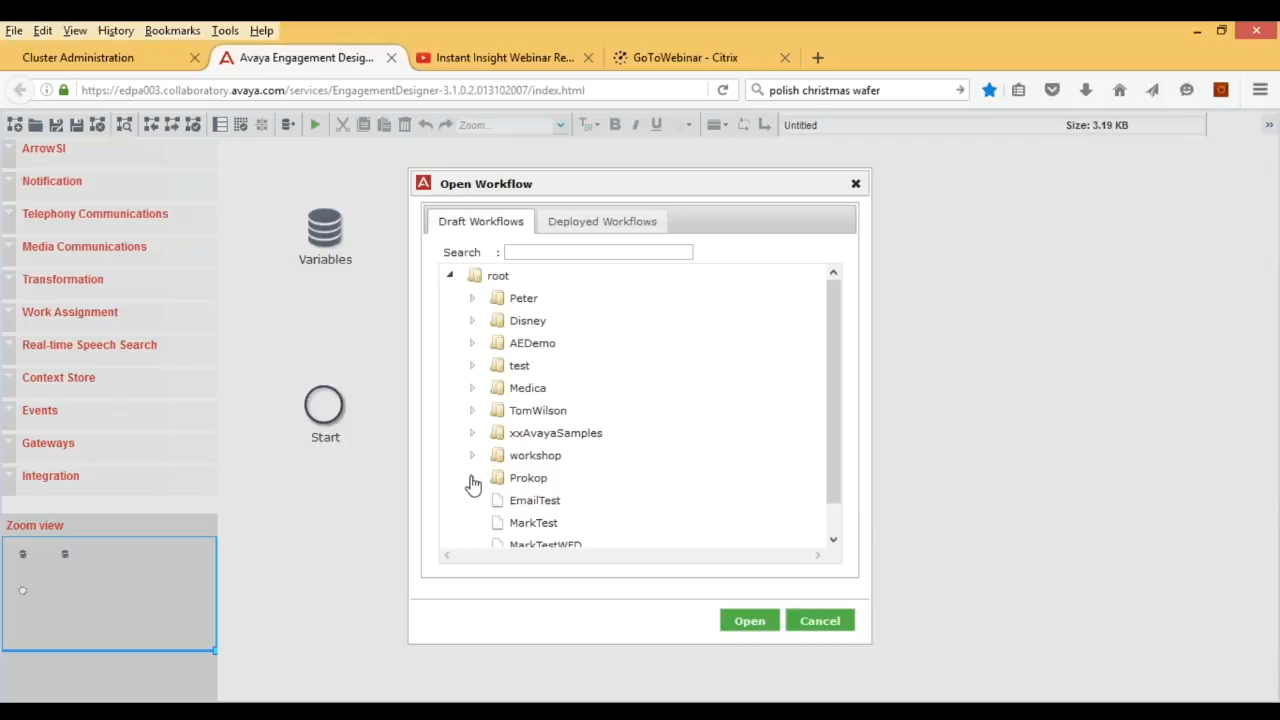 File Edit View History Bookmarks Tools Help
Cluster Administration
Avaya Engagement Desig...
Instant Insight Webinar Re...
GoToWebinar - Citrix
https://edpa003.collaboratory.avaya.com/services/EngagementDesigner-3.1.0.2.013102007/index.html
polish christmas wafer
Zoom...
B I U
Untitled
Size: 3.19 KB
ArrowSI
Notification
Telephony Communications
Media Communications
Transformation
Work Assignment
Real-time Speech Search
Context Store
Events
Gateways
Integration
Zoom view
Variables
Start
Open Workflow
Draft Workflows
Deployed Workflows
Search :
root
Peter
Disney
AEDemo
test
Medica
TomWilson
xxAvayaSamples
workshop
Prokop
EmailTest
MarkTest
MarkTestWED
Open
Cancel